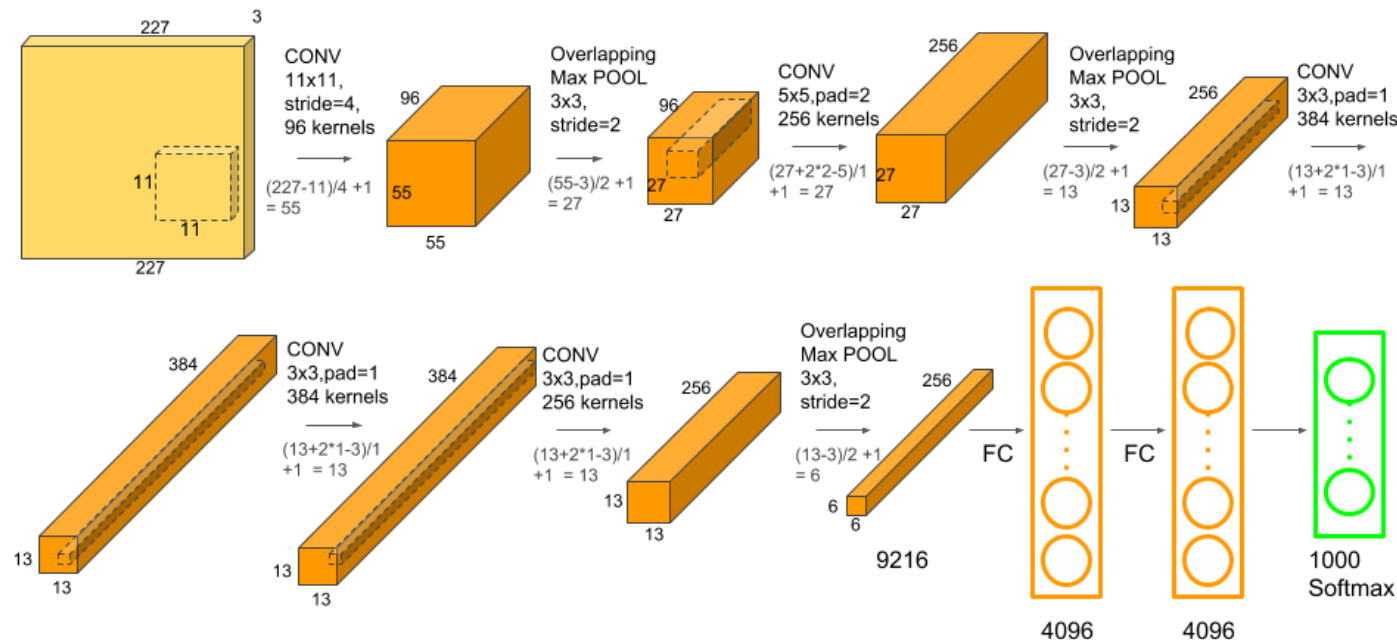 227
3
CONV
11x11,
stride=4,
96 kernels
(227-11)/4 +1
= 55
11
11
227
96
55
55
Overlapping
Max POOL
3x3,
stride=2
(55-3)/2 +1
= 27
96
27
27
CONV
5x5,pad=2
256 kernels
(27+2*2-5)/1
+1 = 27
256
27
27
Overlapping
Max POOL
3x3,
stride=2
(27-3)/2 +1
= 13
256
13
13
CONV
3x3,pad=1
384 kernels
(13+2*1-3)/1
+1 = 13
384
13
13
CONV
3x3,pad=1
384 kernels
(13+2*1-3)/1
+1 = 13
384
13
13
CONV
3x3,pad=1
256 kernels
(13+2*1-3)/1
+1 = 13
256
13
13
Overlapping
Max POOL
3x3,
stride=2
(13-3)/2 +1
= 6
256
6
6
9216
FC
4096
FC
4096
1000
Softmax